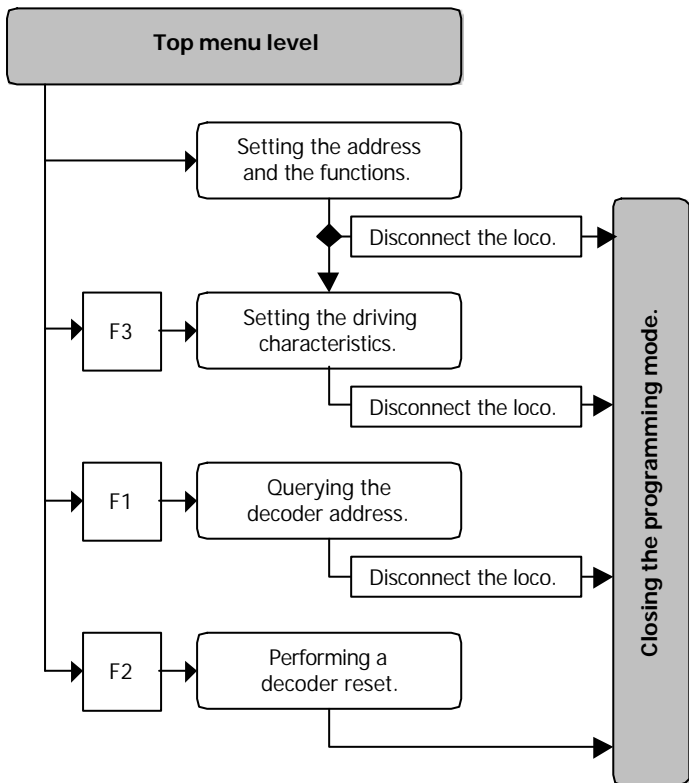 Top menu level
Setting the address
and the functions.
Disconnect the loco.
F3
Setting the driving
characteristics.
Disconnect the loco.
F1
Querying the
decoder address.
Disconnect the loco.
F2
Performing a
decoder reset.
Closing the programming mode.